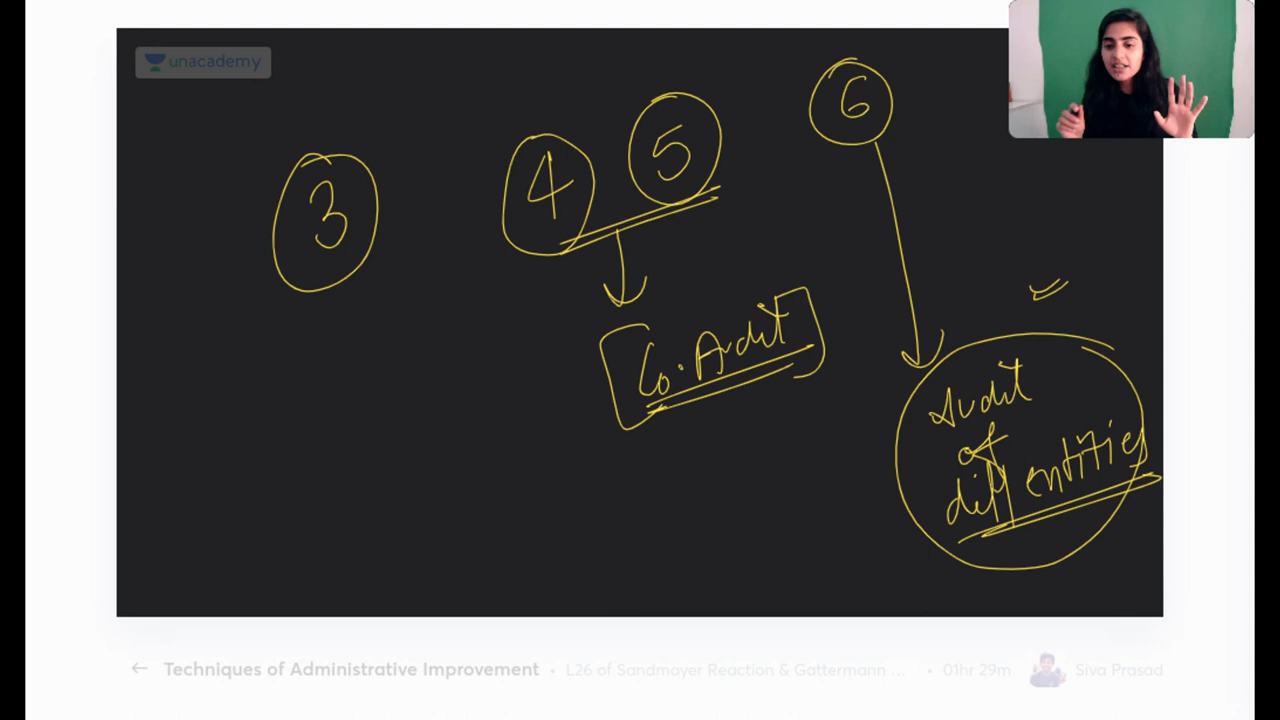 unacademy
3
4
5
6
[Co. Audit]
Audit
of
diff entities
← Techniques of Administrative Improvement • L26 of Sandmayer Reaction & Gattermann ... • 01hr 29m Siva Prasad